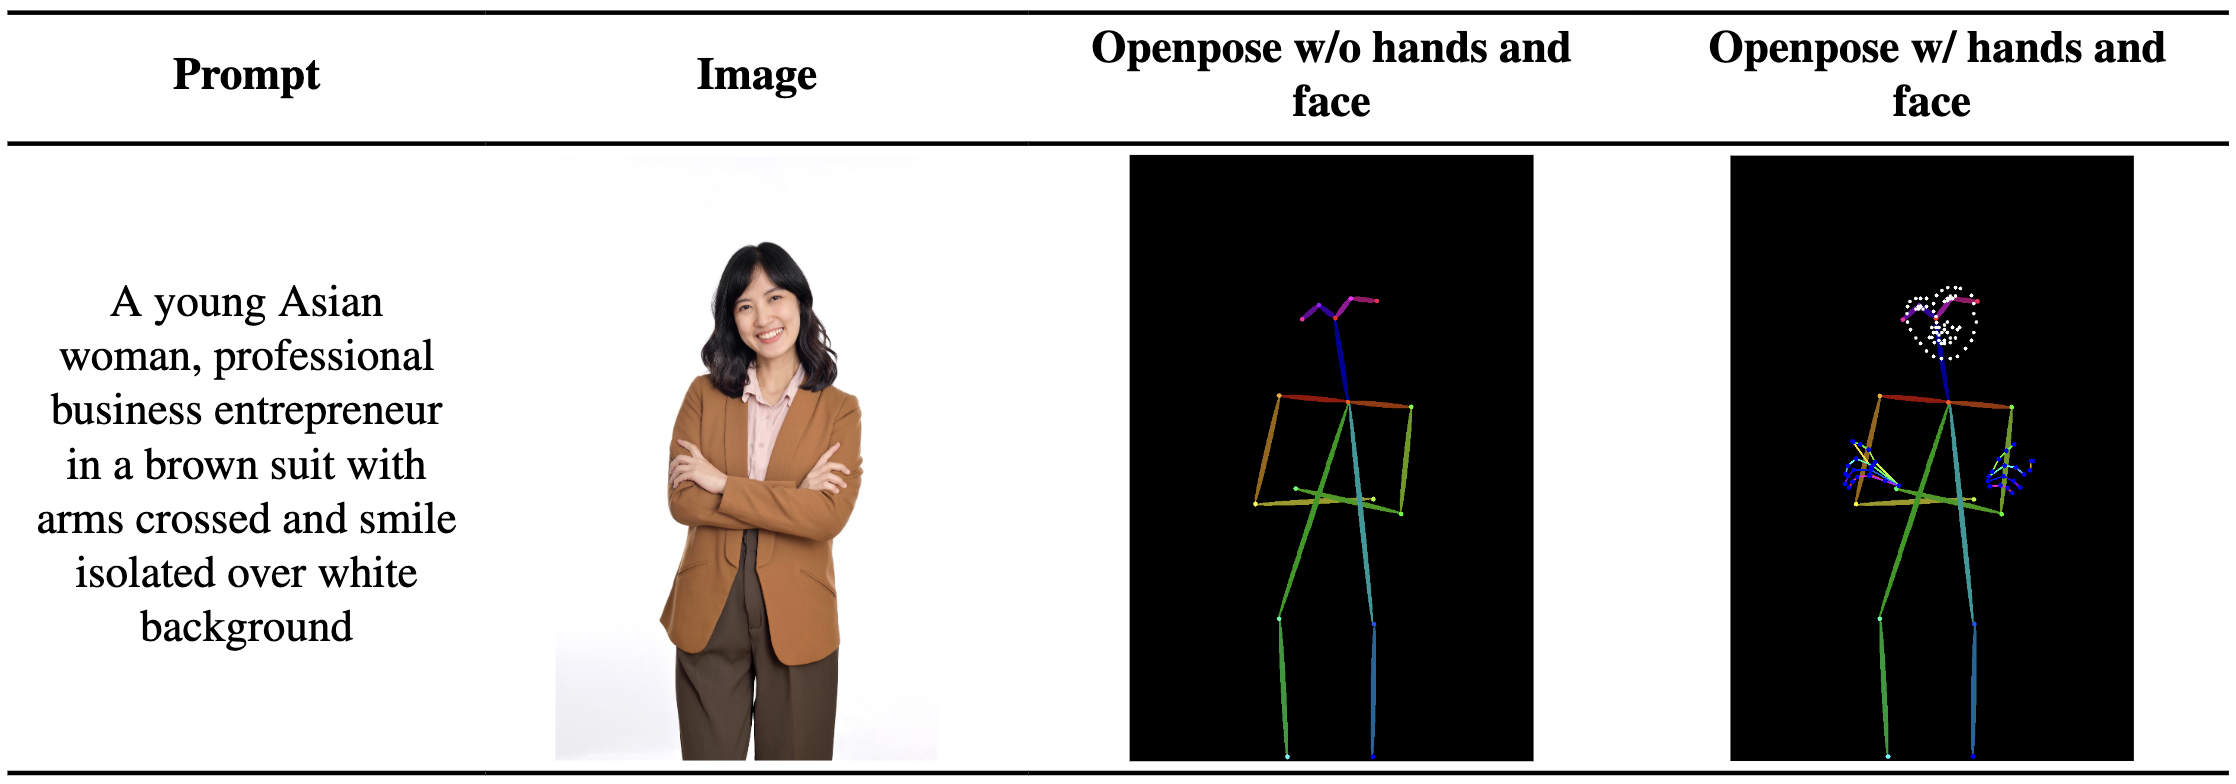 Prompt
Image
Openpose w/o hands and
face
Openpose w/ hands and
face
A young Asian
woman, professional
business entrepreneur
in a brown suit with
arms crossed and smile
isolated over white
background